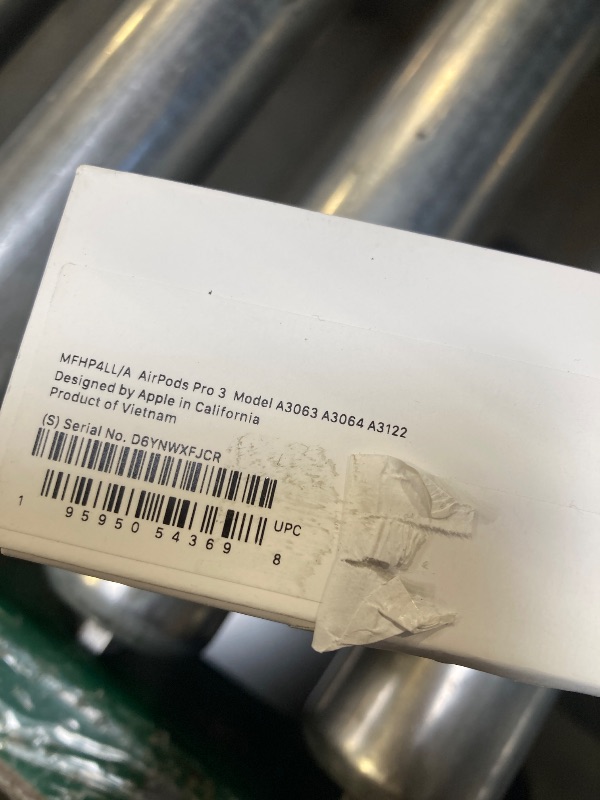 MFHP4LL/A AirPods Pro 3 Model A3063 A3064 A3122
Designed by Apple in California
Product of Vietnam
(S) Serial No. D6YNWXFJCR
UPC
1 95950 54369 8